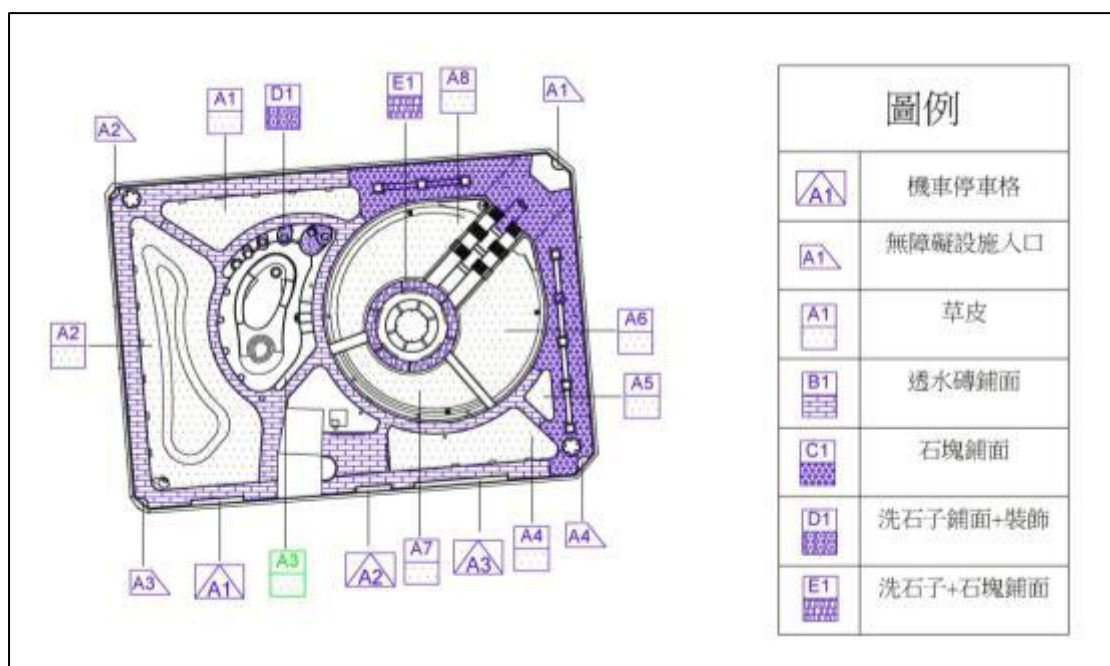 A1
D1
E1
A8
A1
A2
A2
A6
A5
A3
A1
A3
A2
A7
A3
A4
A4
圖例
A1 機車停車格
A1 無障礙設施入口
A1 草皮
B1 透水磚鋪面
C1 石塊鋪面
D1 洗石子鋪面+裝飾
E1 洗石子+石塊鋪面